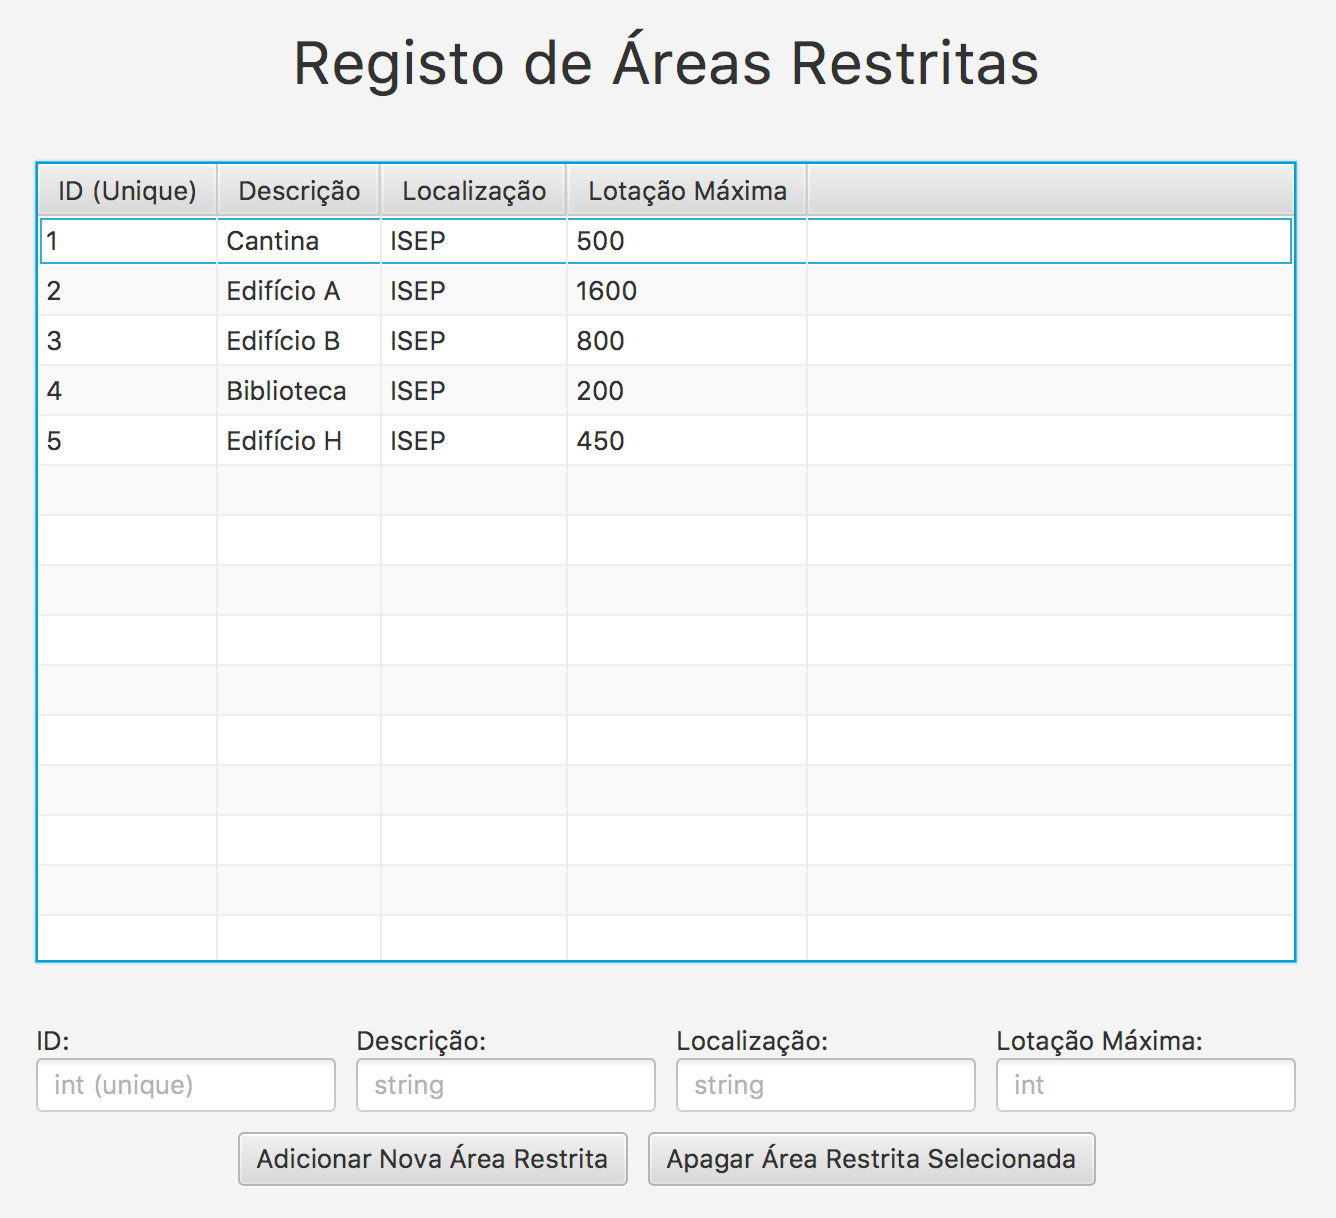 Registo de Áreas Restritas
ID (Unique) Descrição Localização Lotação Máxima
1 Cantina ISEP 500
2 Edifício A ISEP 1600
3 Edifício B ISEP 800
4 Biblioteca ISEP 200
5 Edifício H ISEP 450
ID: Descrição: Localização: Lotação Máxima:
int (unique) string string int
Adicionar Nova Área Restrita Apagar Área Restrita Selecionada